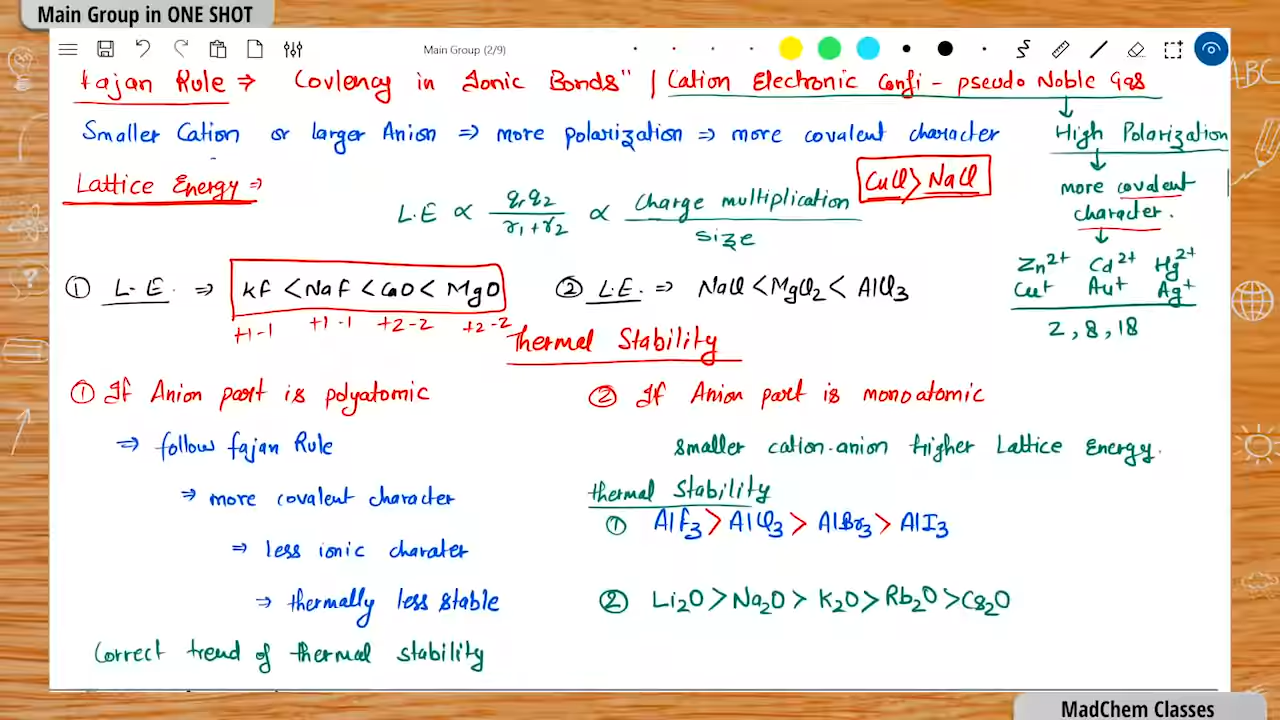 Main Group in ONE SHOT
Main Group (2/9)
fajan Rule → Covlency in Ionic Bonds" | Cation Electronic Confi - pseudo Noble Gas
Smaller Cation or larger Anion ⇒ more polarization ⇒ more covalent character
High Polarization
more covalent
character.
Zn²⁺ Cd²⁺ Hg²⁺
Cu⁺ Au⁺ Ag⁺
2, 8, 18
Lattice Energy ⇒
CuCl > NaCl
L.E ∝ q₁q₂ / r₁+r₂ ∝ Charge multiplication / size
① L.E. ⇒ KF < NaF < CaO < MgO
+1 -1 +1 -1 +2 -2 +2 -2
② L.E. ⇒ NaCl < MgCl₂ < AlCl₃
Thermal Stability
① If Anion part is polyatomic
⇒ follow fajan Rule
⇒ more covalent character
⇒ less ionic charater
⇒ thermally less stable
Correct trend of thermal stability
② If Anion part is monoatomic
smaller cation-anion higher Lattice Energy.
thermal Stability
① AlF₃ > AlCl₃ > AlBr₃ > AlI₃
② Li₂O > Na₂O > K₂O > Rb₂O > Cs₂O
MadChem Classes
ABC